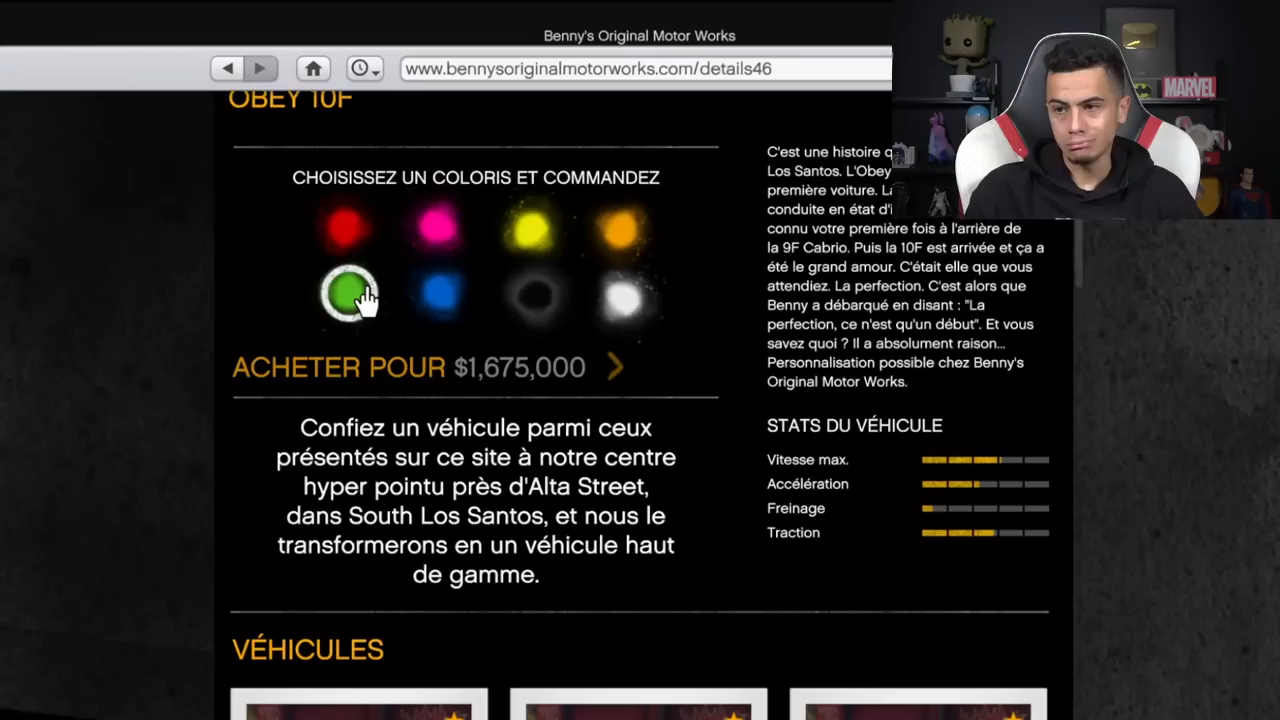 Benny's Original Motor Works
www.bennysoriginalmotorworks.com/details46
MARVEL
OBEY 10F
CHOISISSEZ UN COLORIS ET COMMANDEZ
ACHETER POUR $1,675,000
Confiez un véhicule parmi ceux
présentés sur ce site à notre centre
hyper pointu près d'Alta Street,
dans South Los Santos, et nous le
transformerons en un véhicule haut
de gamme.
C'est une histoire
Los Santos. L'Obey
première voiture.
conduite en état
connu votre première fois à l'arrière de
la 9F Cabrio. Puis la 10F est arrivée et ça a
été le grand amour. C'était elle que vous
attendiez. La perfection. C'est alors que
Benny a débarqué en disant : "La
perfection, ce n'est qu'un début". Et vous
savez quoi ? Il a absolument raison...
Personnalisation possible chez Benny's
Original Motor Works.
STATS DU VÉHICULE
Vitesse max.
Accélération
Freinage
Traction
VÉHICULES